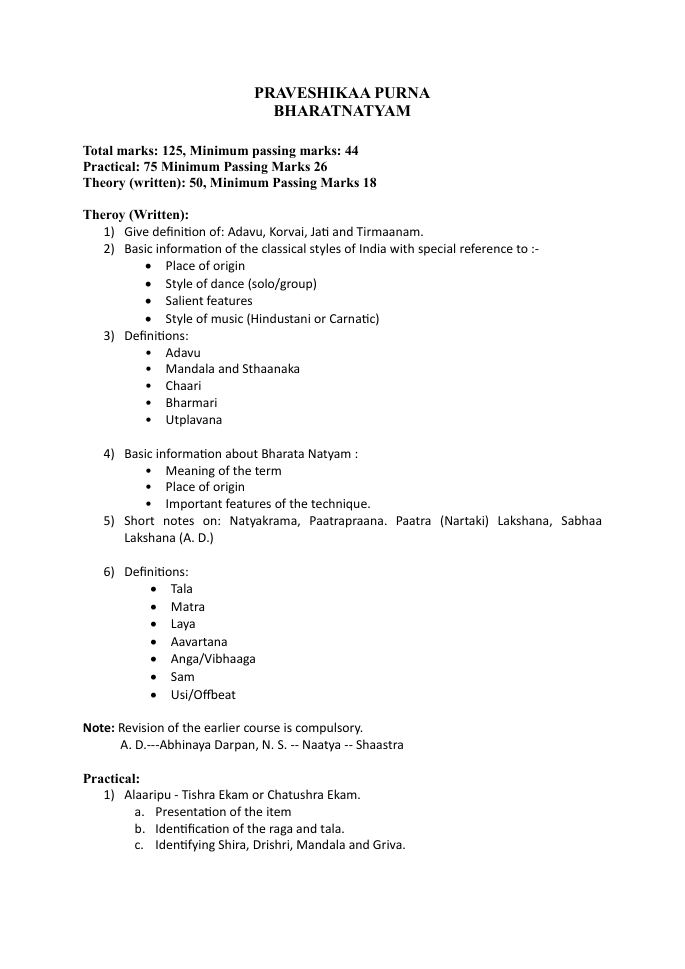 PRAVESHIKAA PURNA
BHARATNATYAM
Total marks: 125, Minimum passing marks: 44
Practical: 75 Minimum Passing Marks 26
Theory (written): 50, Minimum Passing Marks 18
Theroy (Written):
1) Give definition of: Adavu, Korvai, Jati and Tirmaanam.
2) Basic information of the classical styles of India with special reference to :-
• Place of origin
• Style of dance (solo/group)
• Salient features
• Style of music (Hindustani or Carnatic)
3) Definitions:
• Adavu
• Mandala and Sthaanaka
• Chaari
• Bharmari
• Utplavana
4) Basic information about Bharata Natyam :
• Meaning of the term
• Place of origin
• Important features of the technique.
5) Short notes on: Natyakrama, Paatrapraana. Paatra (Nartaki) Lakshana, Sabhaa
Lakshana (A. D.)
6) Definitions:
• Tala
• Matra
• Laya
• Aavartana
• Anga/Vibhaaga
• Sam
• Usi/Offbeat
Note: Revision of the earlier course is compulsory.
A. D.---Abhinaya Darpan, N. S. -- Naatya -- Shaastra
Practical:
1) Alaaripu - Tishra Ekam or Chatushra Ekam.
a. Presentation of the item
b. Identification of the raga and tala.
c. Identifying Shira, Drishri, Mandala and Griva.